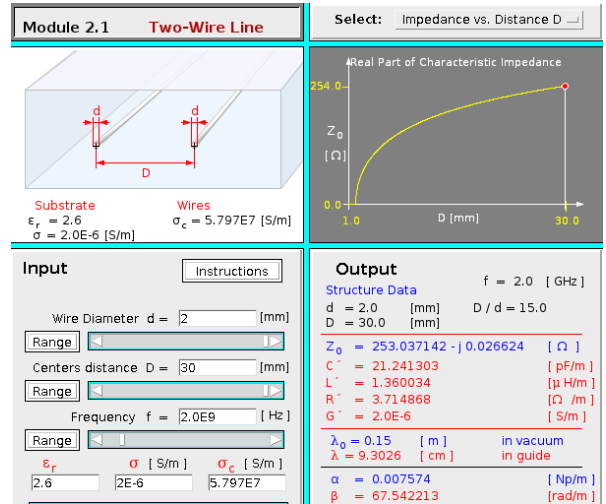 Module 2.1 Two-Wire Line
Select: Impedance vs. Distance D
d
d
D
Substrate Wires
εr = 2.6 σc = 5.797E7 [S/m]
σ = 2.0E-6 [S/m]
Real Part of Characteristic Impedance
254.0
Z0
[Ω]
0.0
1.0 D [mm] 30.0
Input Instructions
Wire Diameter d = 2 [mm]
Range
Centers distance D = 30 [mm]
Range
Frequency f = 2.0E9 [Hz]
Range
εr σ [S/m] σc [S/m]
2.6 2E-6 5.797E7
Output f = 2.0 [GHz]
Structure Data
d = 2.0 [mm] D / d = 15.0
D = 30.0 [mm]
Z0 = 253.037142 - j 0.026624 [Ω]
C´ = 21.241303 [pF/m]
L´ = 1.360034 [μH/m]
R´ = 3.714868 [Ω /m]
G´ = 2.0E-6 [S/m]
λ0 = 0.15 [m] in vacuum
λ = 9.3026 [cm] in guide
α = 0.007574 [Np/m]
β = 67.542213 [rad/m]